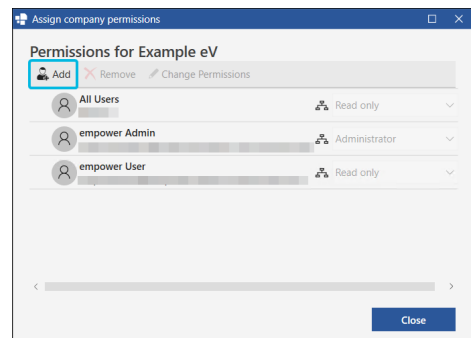 Assign company permissions
Permissions for Example eV
Add Remove Change Permissions
All Users
Read only
empower Admin
Administrator
empower User
Read only
Close